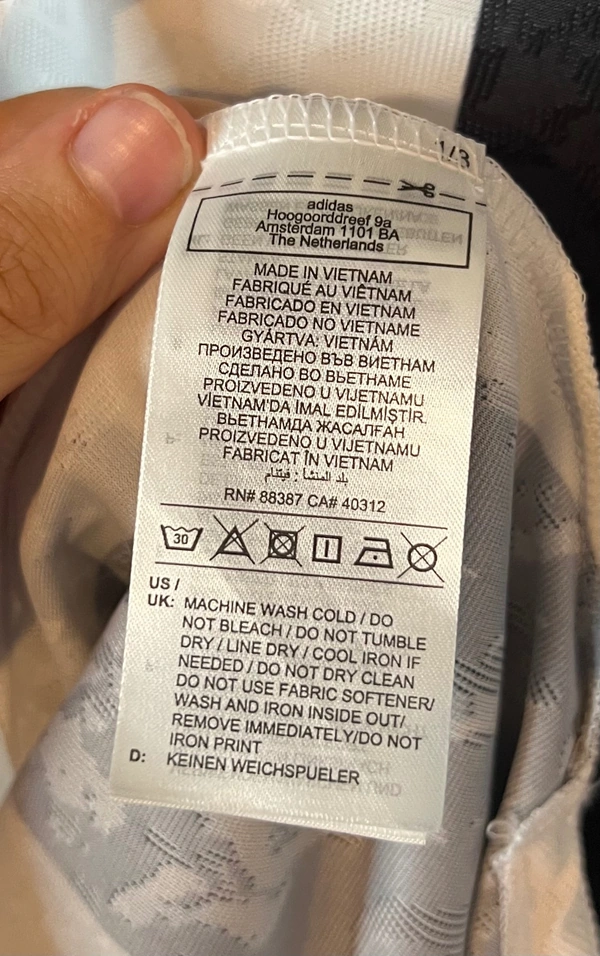 1/3
adidas
Hoogoorddreef 9a
Amsterdam 1101 BA
The Netherlands
MADE IN VIETNAM
FABRIQUÉ AU VIÊTNAM
FABRICADO EN VIETNAM
FABRICADO NO VIETNAME
GYÁRTVA: VIETNÁM
ПРОИЗВЕДЕНО ВЪВ ВИЕТНАМ
СДЕЛАНО ВО ВЬЕТНАМЕ
PROIZVEDENO U VIJETNAMU
VİETNAM'DA İMAL EDİLMİŞTİR.
ВЬЕТНАМДА ЖАСАЛҒАН
PROIZVEDENO U VIJETNAMU
FABRICAT ÎN VIETNAM
بلد المنشأ : فيتنام
RN# 88387 CA# 40312
30
US /
UK: MACHINE WASH COLD / DO
NOT BLEACH / DO NOT TUMBLE
DRY / LINE DRY / COOL IRON IF
NEEDED / DO NOT DRY CLEAN
DO NOT USE FABRIC SOFTENER/
WASH AND IRON INSIDE OUT/
REMOVE IMMEDIATELY/DO NOT
IRON PRINT
D: KEINEN WEICHSPUELER